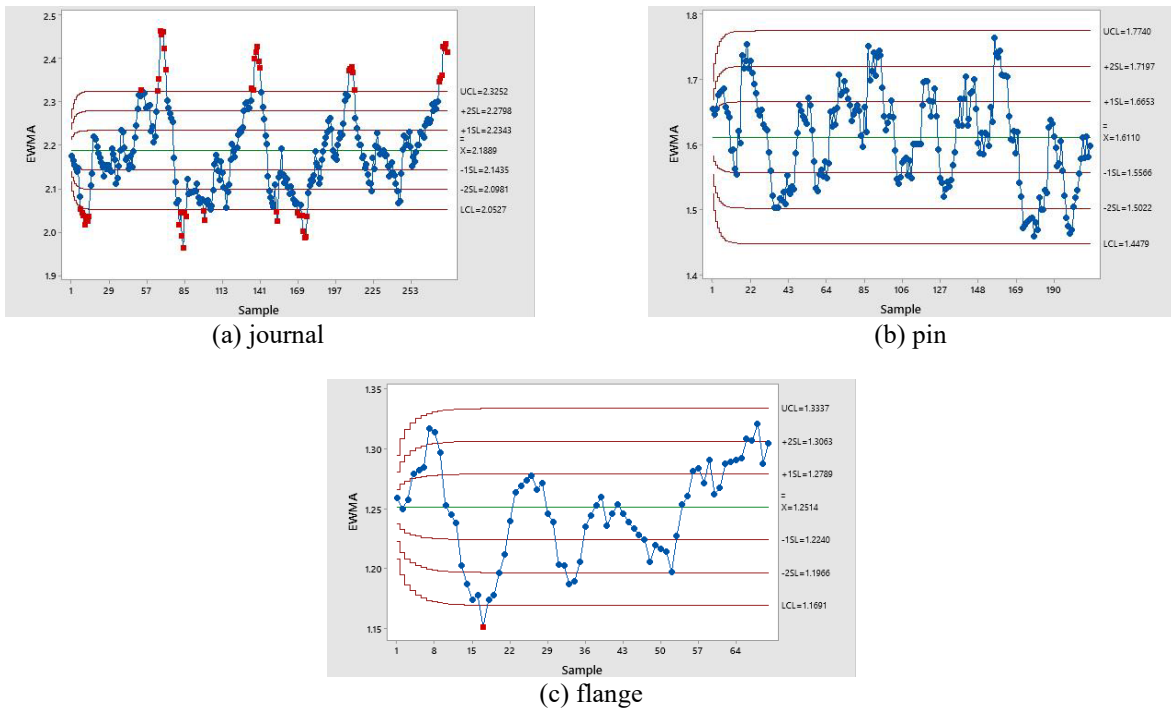 2.5
2.4
2.3
2.2
2.1
2.0
1.9
EWMA
UCL=2.3252
+2SL=2.2798
+1SL=2.2343
=
X=2.1889
-1SL=2.1435
-2SL=2.0981
LCL=2.0527
1 29 57 85 113 141 169 197 225 253
Sample
(a) journal
1.8
1.7
1.6
1.5
1.4
EWMA
UCL=1.7740
+2SL=1.7197
+1SL=1.6653
=
X=1.6110
-1SL=1.5566
-2SL=1.5022
LCL=1.4479
1 22 43 64 85 106 127 148 169 190
Sample
(b) pin
1.35
1.30
1.25
1.20
1.15
EWMA
UCL=1.3337
+2SL=1.3063
+1SL=1.2789
=
X=1.2514
-1SL=1.2240
-2SL=1.1966
LCL=1.1691
1 8 15 22 29 36 43 50 57 64
Sample
(c) flange